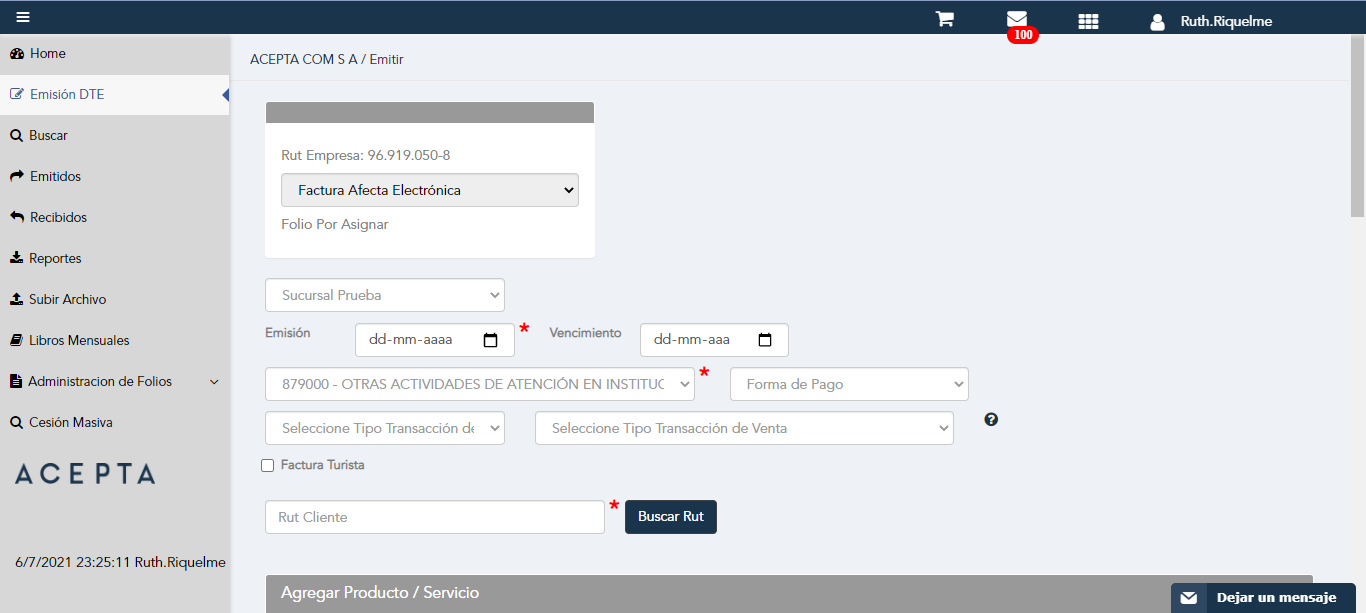 100
Ruth.Riquelme
Home
Emisión DTE
Buscar
Emitidos
Recibidos
Reportes
Subir Archivo
Libros Mensuales
Administracion de Folios
Cesión Masiva
ACEPTA
6/7/2021 23:25:11 Ruth.Riquelme
ACEPTA COM S A / Emitir
Rut Empresa: 96.919.050-8
Factura Afecta Electrónica
Folio Por Asignar
Sucursal Prueba
Emisión dd-mm-aaaa * Vencimiento dd-mm-aaa
879000 - OTRAS ACTIVIDADES DE ATENCIÓN EN INSTITUC * Forma de Pago
Seleccione Tipo Transacción de Seleccione Tipo Transacción de Venta ?
Factura Turista
Rut Cliente * Buscar Rut
Agregar Producto / Servicio
Dejar un mensaje